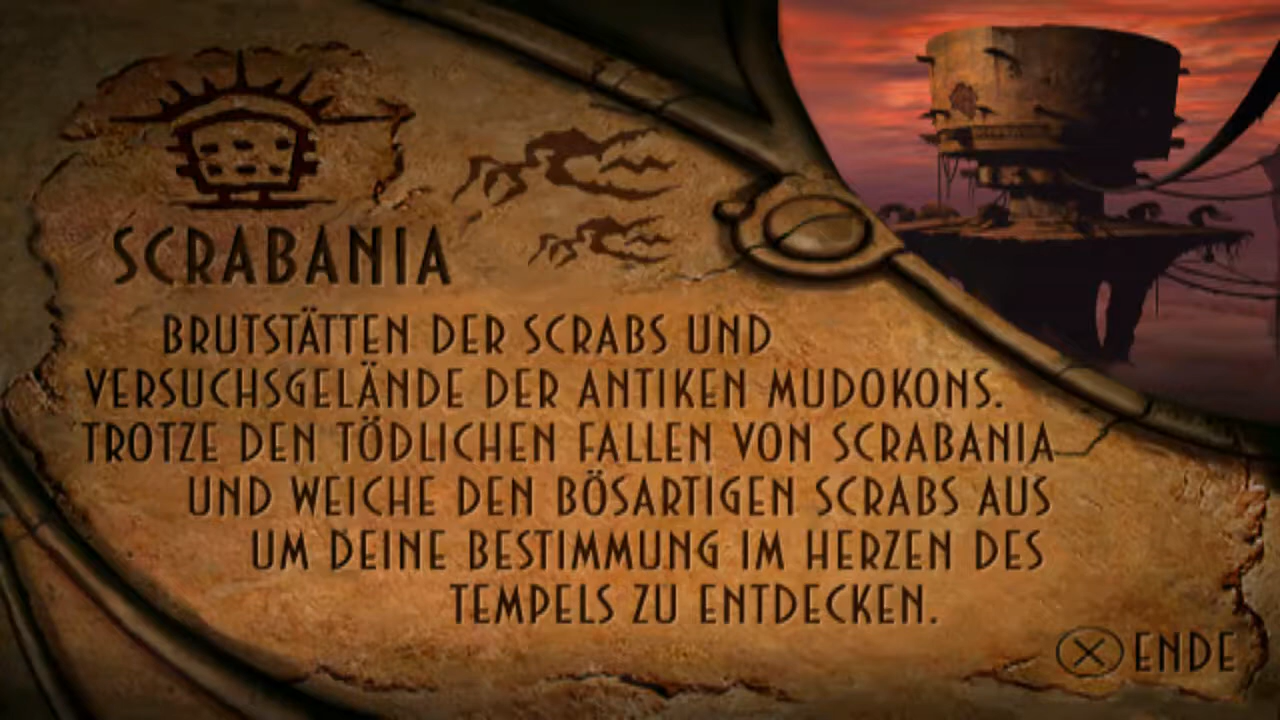 SCRABANIA
BRUTSTÄTTEN DER SCRABS UND
VERSUCHSGELÄNDE DER ANTIKEN MUDOKONS.
TROTZE DEN TÖDLICHEN FALLEN VON SCRABANIA
UND WEICHE DEN BÖSARTIGEN SCRABS AUS
UM DEINE BESTIMMUNG IM HERZEN DES
TEMPELS ZU ENTDECKEN.
ENDE